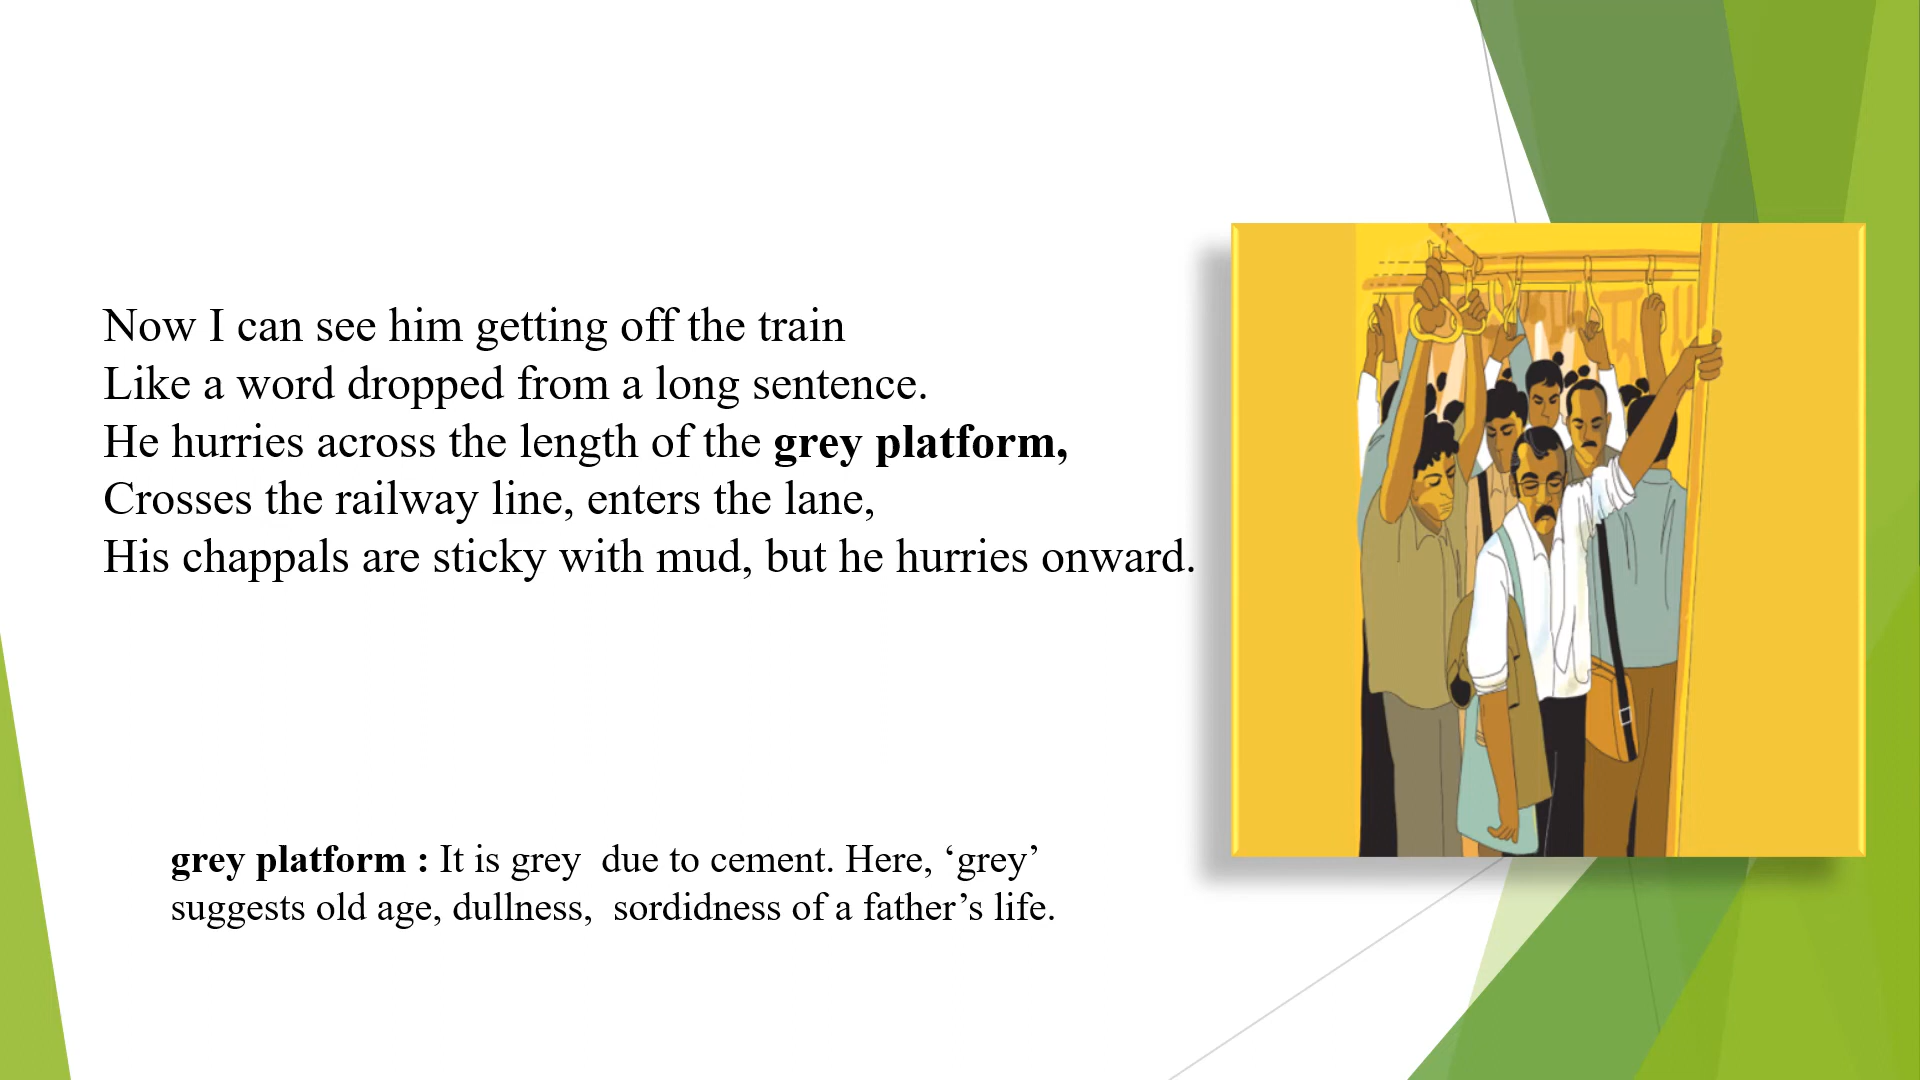 Now I can see him getting off the train
Like a word dropped from a long sentence.
He hurries across the length of the grey platform,
Crosses the railway line, enters the lane,
His chappals are sticky with mud, but he hurries onward.
grey platform : It is grey  due to cement. Here, ‘grey’
suggests old age, dullness,  sordidness of a father’s life.